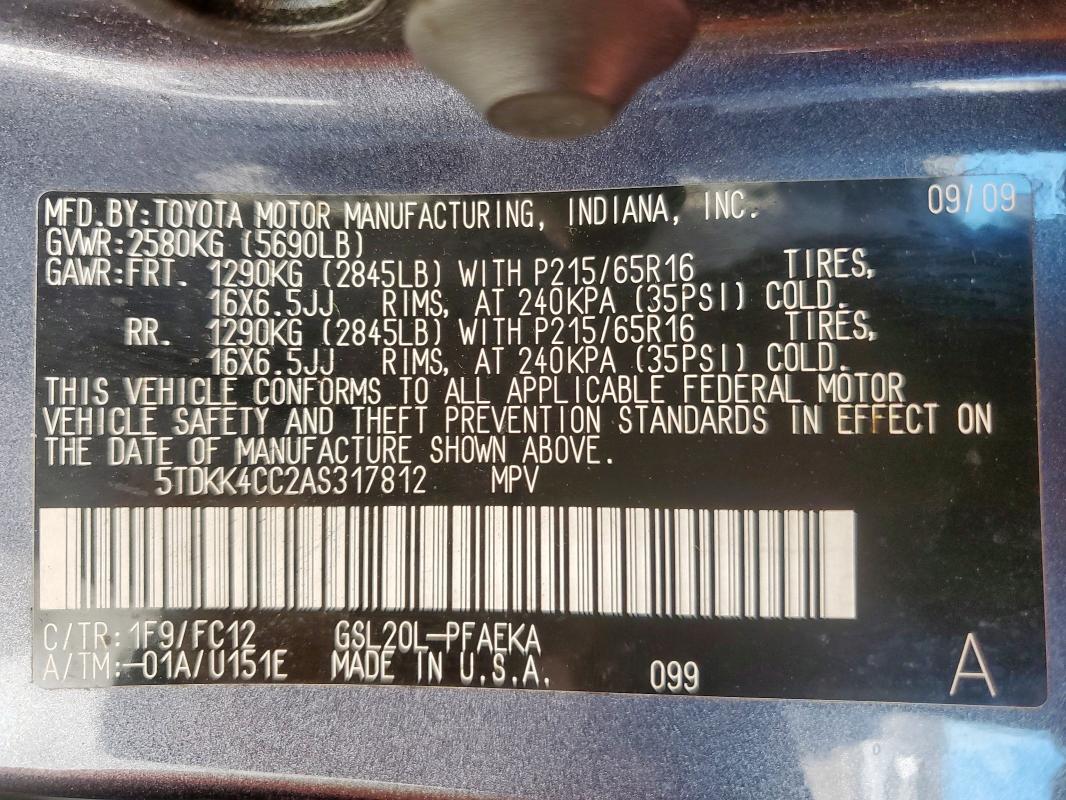 MFD.BY:TOYOTA MOTOR MANUFACTURING, INDIANA, INC. 09/09
GVWR:2580KG (5690LB)
GAWR:FRT. 1290KG (2845LB) WITH P215/65R16 TIRES,
16X6.5JJ RIMS, AT 240KPA (35PSI) COLD.
RR. 1290KG (2845LB) WITH P215/65R16 TIRES,
16X6.5JJ RIMS, AT 240KPA (35PSI) COLD.
THIS VEHICLE CONFORMS TO ALL APPLICABLE FEDERAL MOTOR
VEHICLE SAFETY AND THEFT PREVENTION STANDARDS IN EFFECT ON
THE DATE OF MANUFACTURE SHOWN ABOVE.
5TDKK4CC2AS317812 MPV
C/TR:1F9/FC12 GSL20L-PFAEKA
A/TM:-01A/U151E MADE IN U.S.A. 099 A